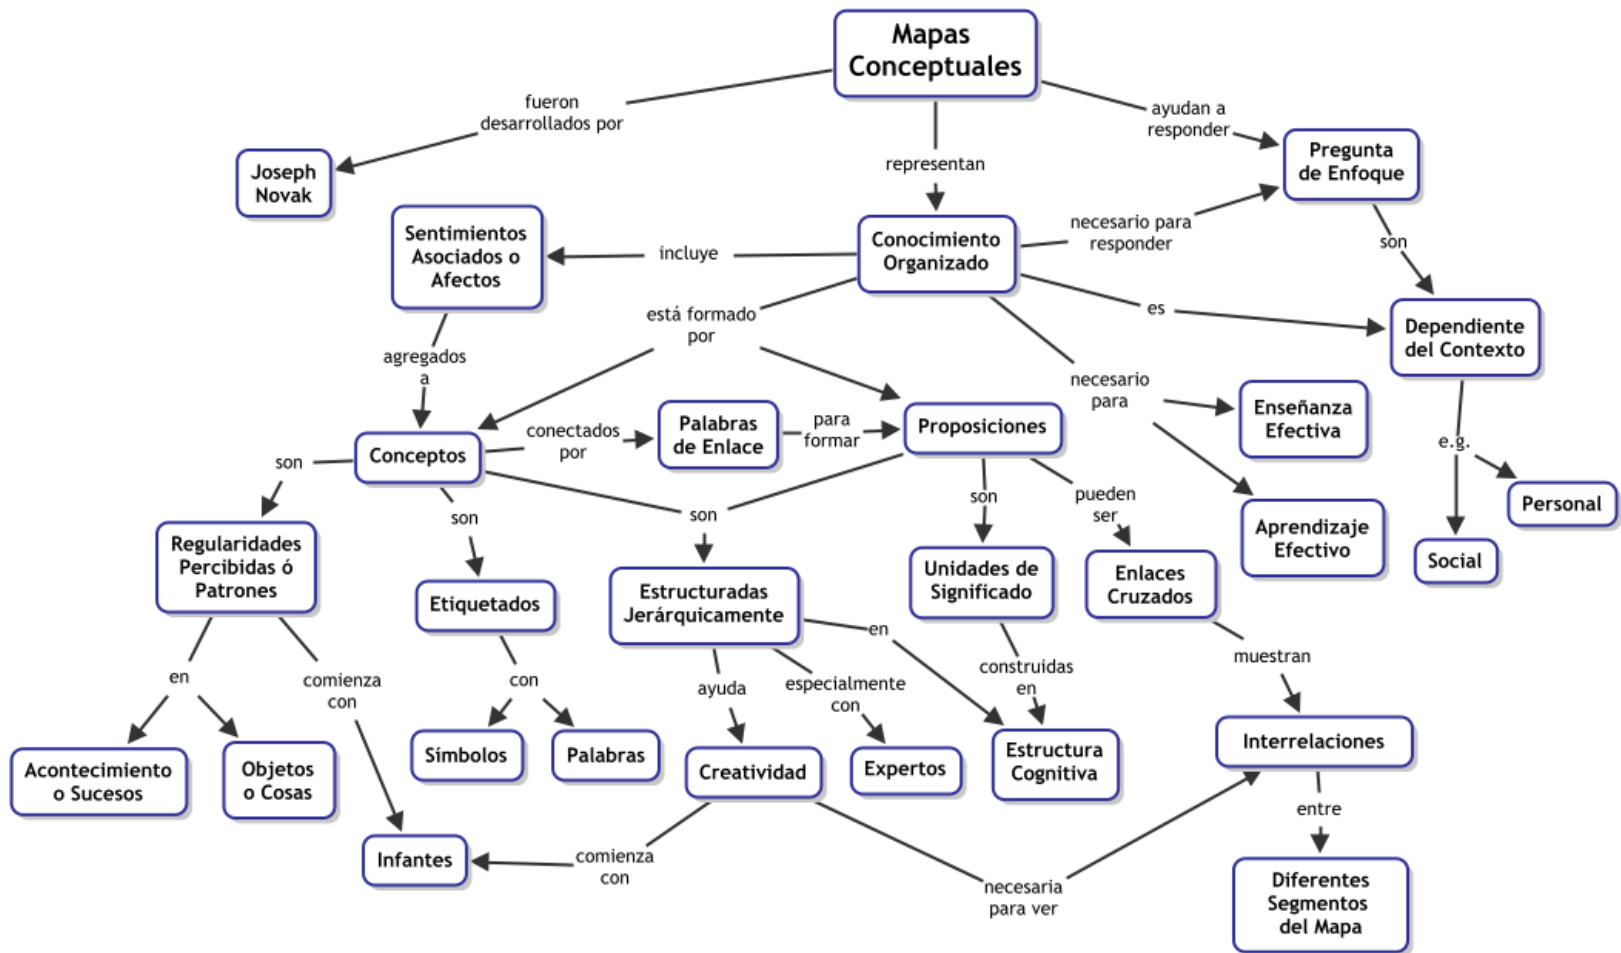 Mapas
Conceptuales
fueron
desarrollados por
ayudan a
responder
representan
Joseph
Novak
Pregunta
de Enfoque
Sentimientos
Asociados o
Afectos
incluye
Conocimiento
Organizado
necesario para
responder
son
es
está formado
por
Dependiente
del Contexto
agregados
a
necesario
para
Enseñanza
Efectiva
Conceptos
conectados
por
Palabras
de Enlace
para
formar
Proposiciones
e.g.
Personal
son
son
son
son
pueden
ser
Aprendizaje
Efectivo
Social
Regularidades
Percibidas ó
Patrones
Etiquetados
Estructuradas
Jerárquicamente
Unidades de
Significado
Enlaces
Cruzados
en
comienza
con
con
ayuda
especialmente
con
en
construidas
en
muestran
Acontecimiento
o Sucesos
Objetos
o Cosas
Símbolos
Palabras
Creatividad
Expertos
Estructura
Cognitiva
Interrelaciones
entre
Infantes
comienza
con
necesaria
para ver
Diferentes
Segmentos
del Mapa